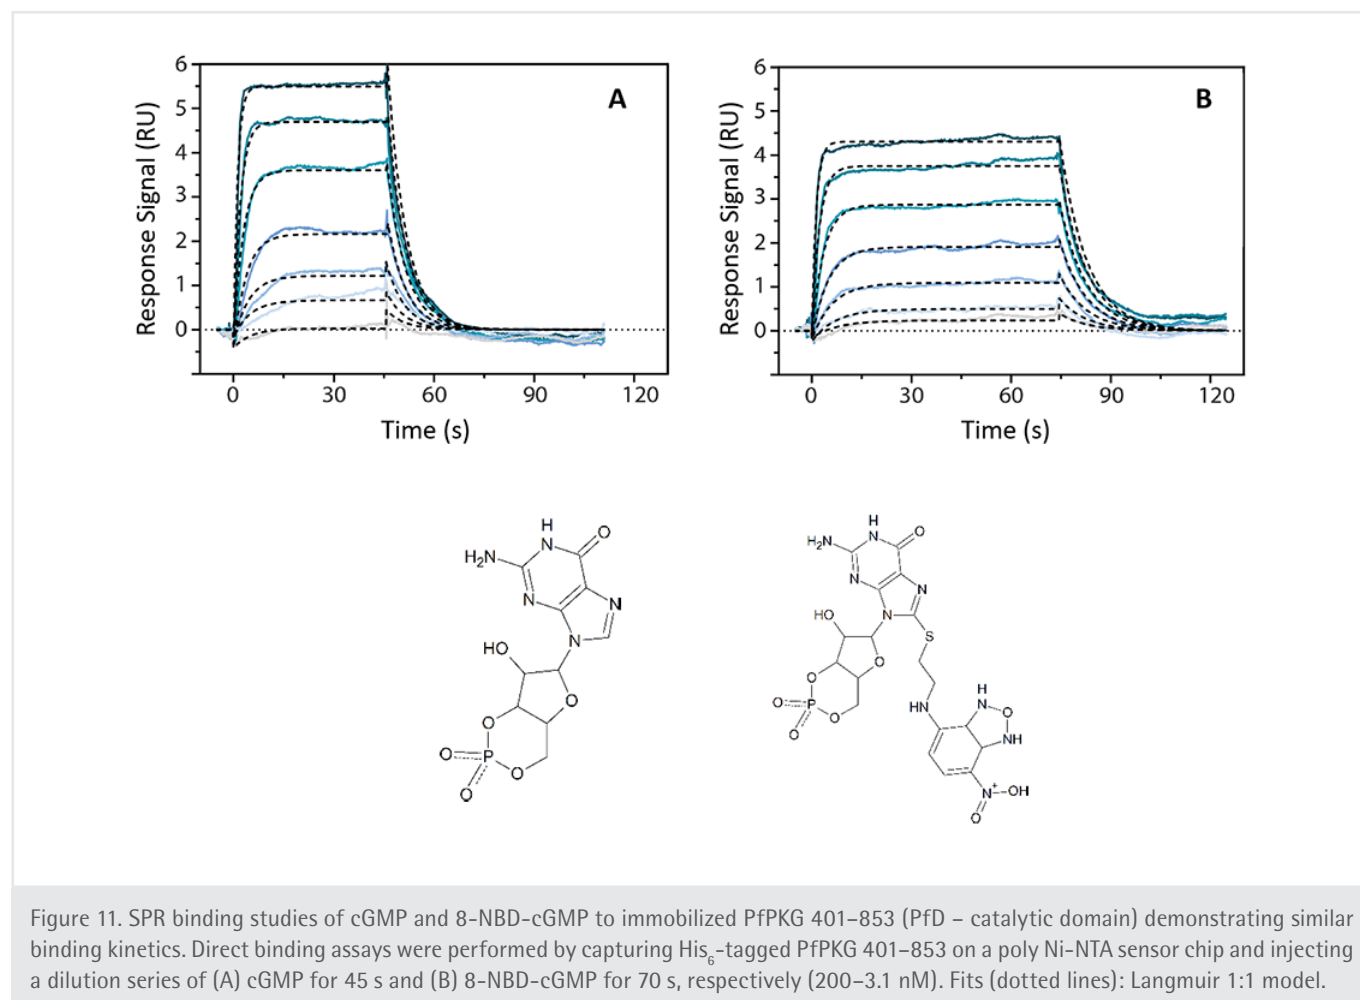 A
B
Response Signal (RU)
6
5
4
3
2
1
0
0 30 60 90 120
Time (s)
Response Signal (RU)
6
5
4
3
2
1
0
0 30 60 90 120
Time (s)
H
N
O
H₂N
N
N
N
HO
O
O
O
P
O
O
H
N
O
H₂N
N
N
N
HO
S
O
O
O
P
O
O
HN
H
N
O
NH
N⁺
OH
O
Figure 11. SPR binding studies of cGMP and 8-NBD-cGMP to immobilized PfPKG 401–853 (PfD – catalytic domain) demonstrating similar
binding kinetics. Direct binding assays were performed by capturing His₆-tagged PfPKG 401–853 on a poly Ni-NTA sensor chip and injecting
a dilution series of (A) cGMP for 45 s and (B) 8-NBD-cGMP for 70 s, respectively (200–3.1 nM). Fits (dotted lines): Langmuir 1:1 model.